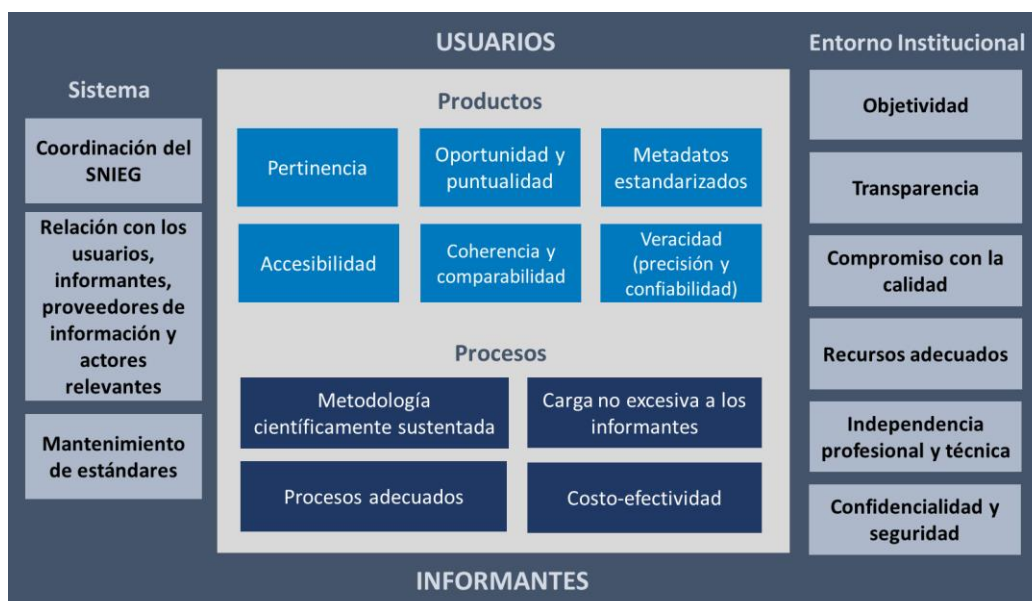 USUARIOS
Sistema
Coordinación del
SNIEG
Relación con los
usuarios,
informantes,
proveedores de
información y
actores
relevantes
Mantenimiento
de estándares
Productos
Pertinencia
Oportunidad y
puntualidad
Metadatos
estandarizados
Accesibilidad
Coherencia y
comparabilidad
Veracidad
(precisión y
confiabilidad)
Procesos
Metodología
científicamente sustentada
Carga no excesiva a los
informantes
Procesos adecuados
Costo-efectividad
Entorno Institucional
Objetividad
Transparencia
Compromiso con la
calidad
Recursos adecuados
Independencia
profesional y técnica
Confidencialidad y
seguridad
INFORMANTES